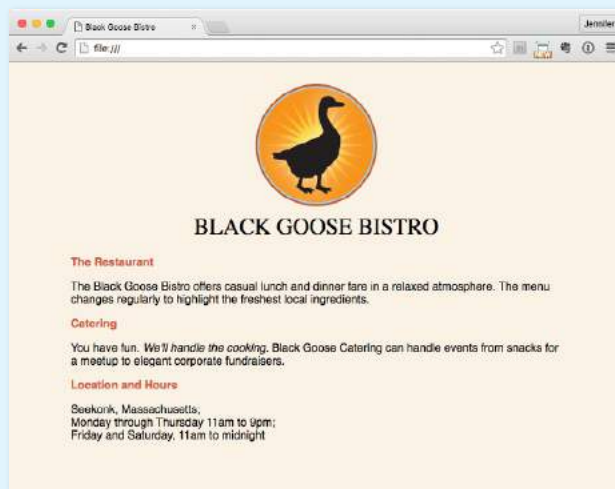 Black Goose Bistro
Jennifer
file:///
BLACK GOOSE BISTRO
The Restaurant
The Black Goose Bistro offers casual lunch and dinner fare in a relaxed atmosphere. The menu
changes regularly to highlight the freshest local ingredients.
Catering
You have fun. We'll handle the cooking. Black Goose Catering can handle events from snacks for
a meetup to elegant corporate fundraisers.
Location and Hours
Seekonk, Massachusetts;
Monday through Thursday 11am to 9pm;
Friday and Saturday, 11am to midnight